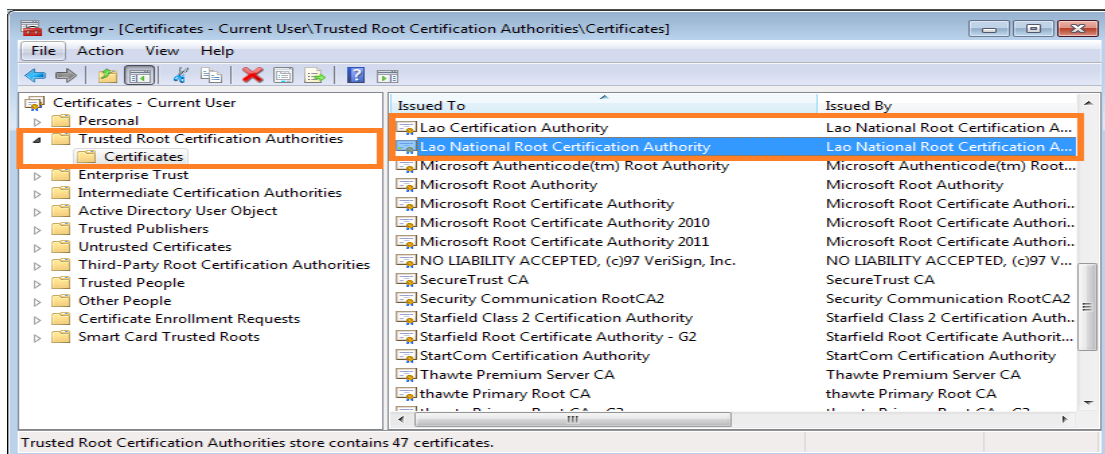 certmgr - [Certificates - Current User\Trusted Root Certification Authorities\Certificates]
File Action View Help
Certificates - Current User
Personal
Trusted Root Certification Authorities
Certificates
Enterprise Trust
Intermediate Certification Authorities
Active Directory User Object
Trusted Publishers
Untrusted Certificates
Third-Party Root Certification Authorities
Trusted People
Other People
Certificate Enrollment Requests
Smart Card Trusted Roots
Issued To Issued By
Lao Certification Authority Lao National Root Certification A...
Lao National Root Certification Authority Lao National Root Certification A...
Microsoft Authenticode(tm) Root Authority Microsoft Authenticode(tm) Root...
Microsoft Root Authority Microsoft Root Authority
Microsoft Root Certificate Authority Microsoft Root Certificate Authori...
Microsoft Root Certificate Authority 2010 Microsoft Root Certificate Authori...
Microsoft Root Certificate Authority 2011 Microsoft Root Certificate Authori...
NO LIABILITY ACCEPTED, (c)97 VeriSign, Inc. NO LIABILITY ACCEPTED, (c)97 V...
SecureTrust CA SecureTrust CA
Security Communication RootCA2 Security Communication RootCA2
Starfield Class 2 Certification Authority Starfield Class 2 Certification Auth...
Starfield Root Certificate Authority - G2 Starfield Root Certificate Authorit...
StartCom Certification Authority StartCom Certification Authority
Thawte Premium Server CA Thawte Premium Server CA
thawte Primary Root CA thawte Primary Root CA
Trusted Root Certification Authorities store contains 47 certificates.